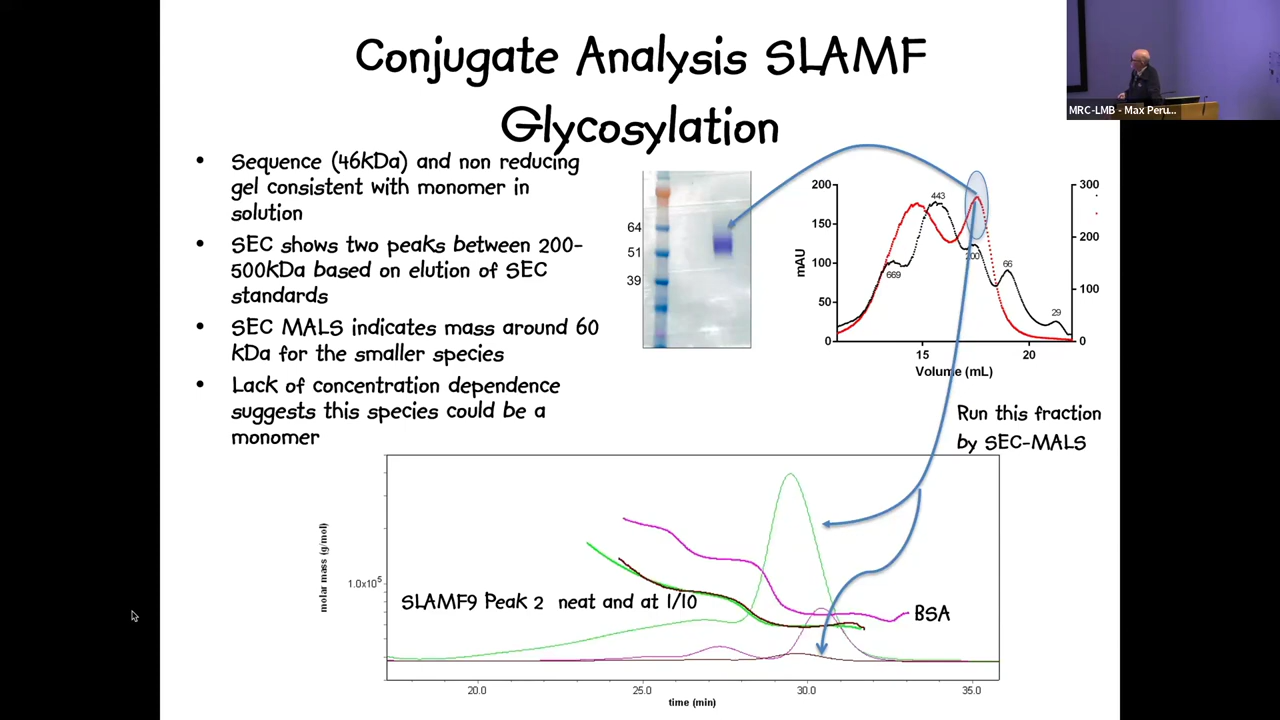 Conjugate Analysis SLAMF
Glycosylation
MRC-LMB - Max Peru...
• Sequence (46kDa) and non reducing
gel consistent with monomer in
solution
• SEC shows two peaks between 200-
500kDa based on elution of SEC
standards
• SEC MALS indicates mass around 60
kDa for the smaller species
• Lack of concentration dependence
suggests this species could be a
monomer
64
51
39
200
150
100
50
0
mAU
300
200
100
0
443
669
200
66
29
15 20
Volume (mL)
Run this fraction
by SEC-MALS
molar mass (g/mol)
1.0x10⁵
SLAMF9 Peak 2 neat and at 1/10
BSA
20.0 25.0 30.0 35.0
time (min)